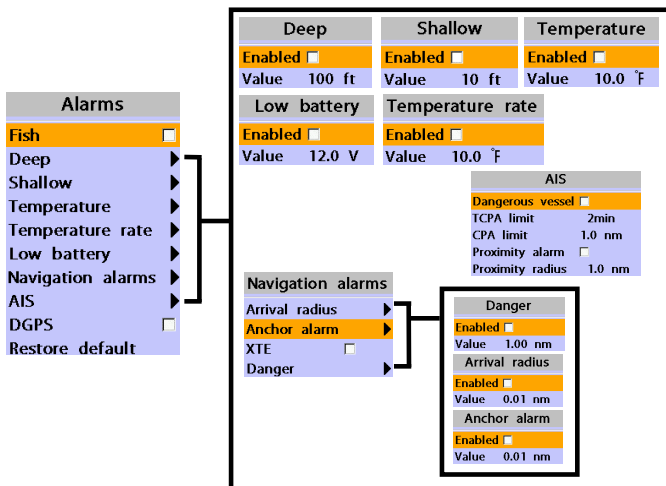 Alarms
Fish
Deep
Shallow
Temperature
Temperature rate
Low battery
Navigation alarms
AIS
DGPS
Restore default
Deep
Enabled
Value 100 ft
Shallow
Enabled
Value 10 ft
Temperature
Enabled
Value 10.0 °F
Low battery
Enabled
Value 12.0 V
Temperature rate
Enabled
Value 10.0 °F
AIS
Dangerous vessel
TCPA limit 2min
CPA limit 1.0 nm
Proximity alarm
Proximity radius 1.0 nm
Navigation alarms
Arrival radius
Anchor alarm
XTE
Danger
Danger
Enabled
Value 1.00 nm
Arrival radius
Enabled
Value 0.01 nm
Anchor alarm
Enabled
Value 0.01 nm